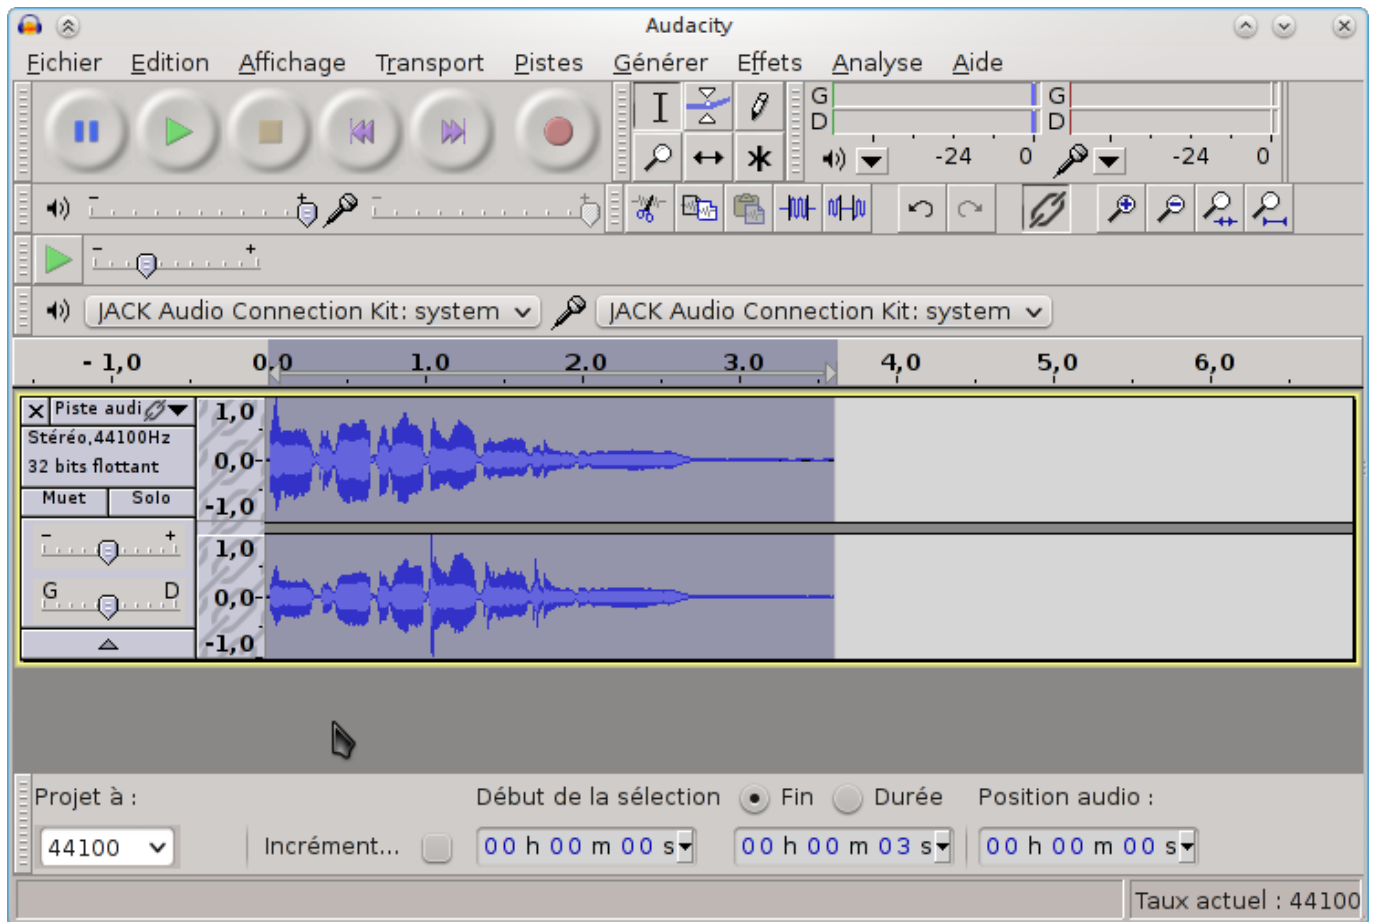 Audacity
Fichier Edition Affichage Transport Pistes Générer Effets Analyse Aide
G
D
-24 0
G
D
-24 0
- +
- +
- +
JACK Audio Connection Kit: system
JACK Audio Connection Kit: system
- 1,0 0,0 1.0 2.0 3.0 4,0 5,0 6,0
Piste audi
Stéréo,44100Hz
32 bits flottant
Muet Solo
- +
G D
1,0
0,0-
-1,0
1,0
0,0-
-1,0
Projet à : Début de la sélection Fin Durée Position audio :
44100 Incrément... 00 h 00 m 00 s 00 h 00 m 03 s 00 h 00 m 00 s
Taux actuel : 44100